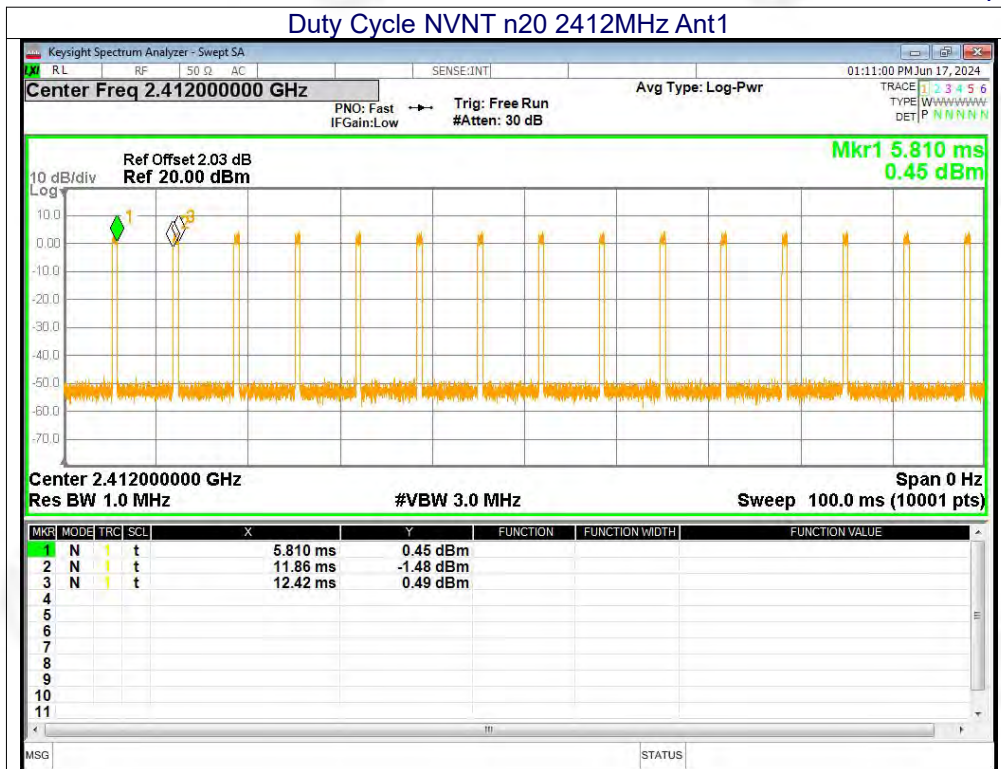 Duty Cycle NVNT n20 2412MHz Ant1
Keysight Spectrum Analyzer - Swept SA
LXI RL RF 50 Ω AC SENSE:INT 01:11:00 PM Jun 17, 2024
Center Freq 2.412000000 GHz Avg Type: Log-Pwr TRACE 1 2 3 4 5 6
PNO: Fast Trig: Free Run TYPE WWWWWW
IFGain:Low #Atten: 30 dB DET P N N N N N
Mkr1 5.810 ms
0.45 dBm
Ref Offset 2.03 dB
10 dB/div Ref 20.00 dBm
Log
1 3
10.0
0.00
-10.0
-20.0
-30.0
-40.0
-50.0
-60.0
-70.0
Center 2.412000000 GHz Span 0 Hz
Res BW 1.0 MHz #VBW 3.0 MHz Sweep 100.0 ms (10001 pts)
MKR MODE TRC SCL X Y FUNCTION FUNCTION WIDTH FUNCTION VALUE
1 N 1 t 5.810 ms 0.45 dBm
2 N 1 t 11.86 ms -1.48 dBm
3 N 1 t 12.42 ms 0.49 dBm
4
5
6
7
8
9
10
11
MSG STATUS